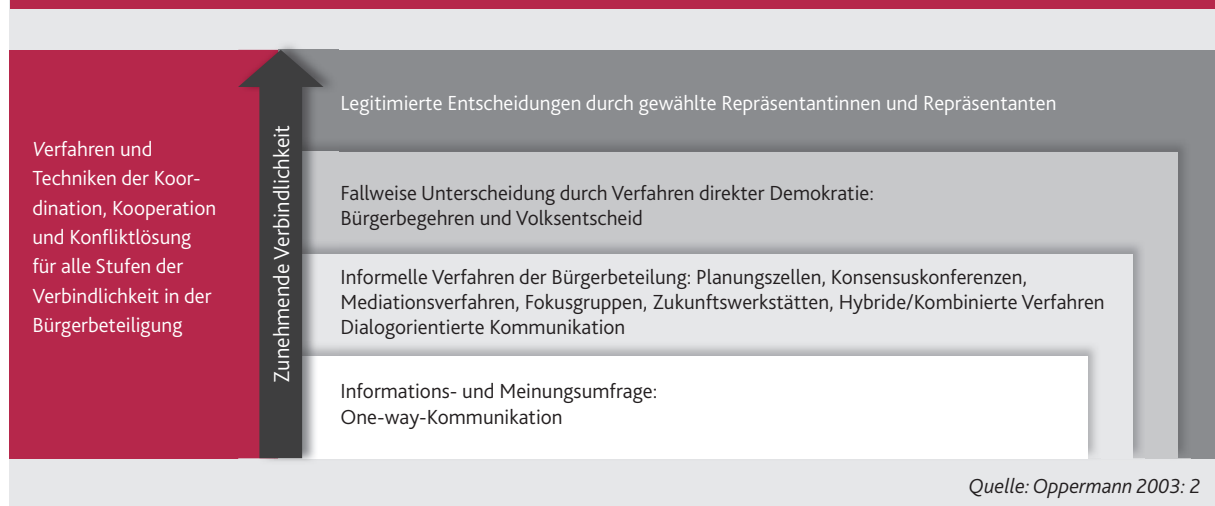 Verfahren und
Techniken der Koor-
dination, Kooperation
und Konfliktlösung
für alle Stufen der
Verbindlichkeit in der
Bürgerbeteiligung
Zunehmende Verbindlichkeit
Legitimierte Entscheidungen durch gewählte Repräsentantinnen und Repräsentanten
Fallweise Unterscheidung durch Verfahren direkter Demokratie:
Bürgerbegehren und Volksentscheid
Informelle Verfahren der Bürgerbeteilung: Planungszellen, Konsensuskonferenzen,
Mediationsverfahren, Fokusgruppen, Zukunftswerkstätten, Hybride/Kombinierte Verfahren
Dialogorientierte Kommunikation
Informations- und Meinungsumfrage:
One-way-Kommunikation
Quelle: Oppermann 2003: 2